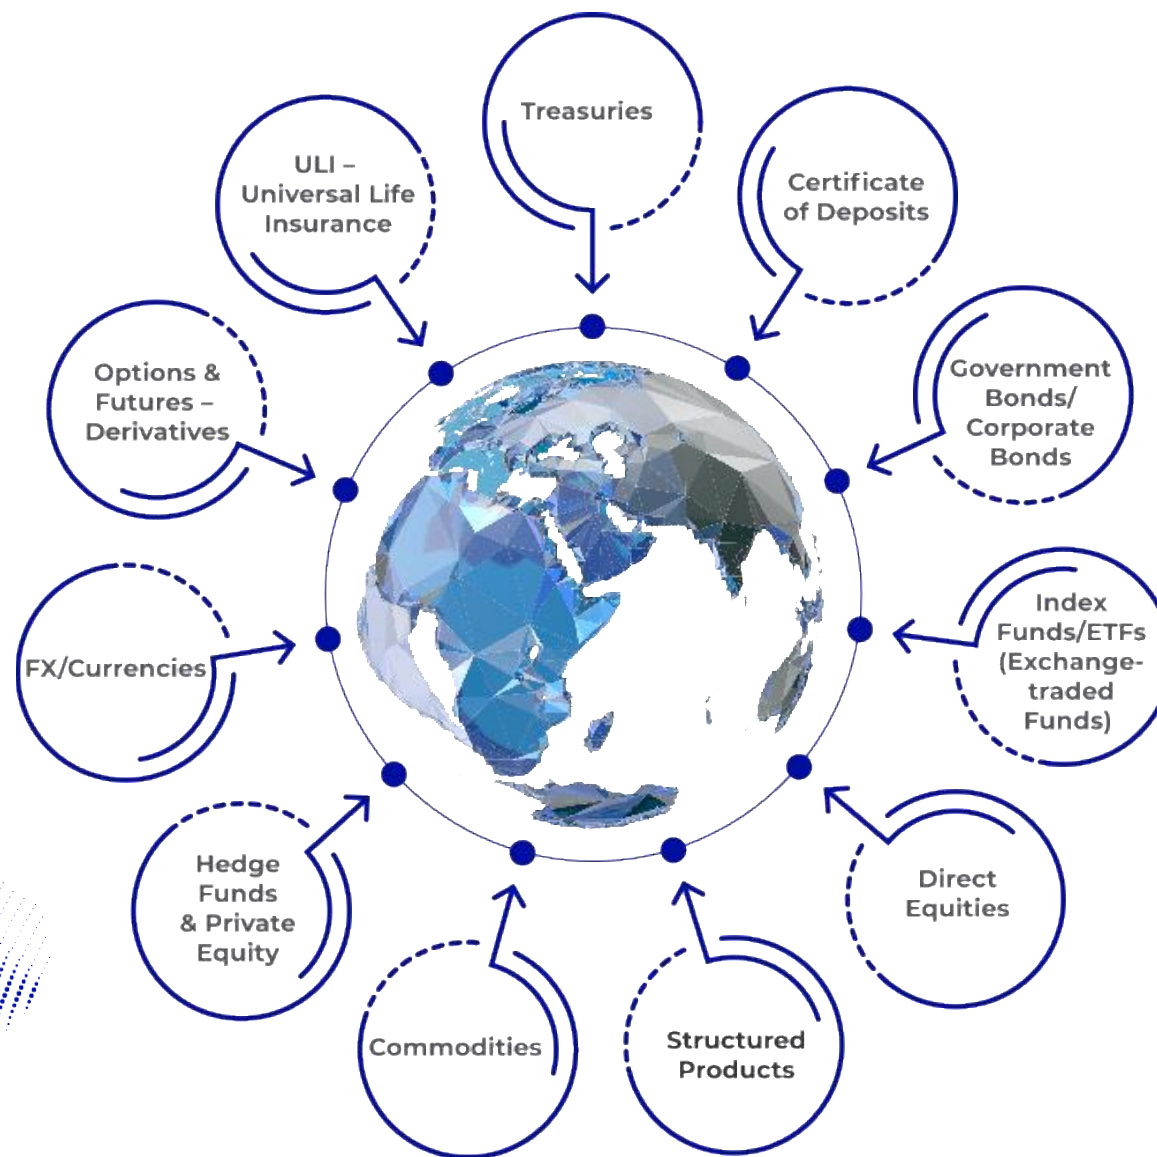 Treasuries
Certificate
of Deposits
Government
Bonds/
Corporate
Bonds
Index
Funds/ETFs
(Exchange-
traded
Funds)
Direct
Equities
Structured
Products
Commodities
Hedge
Funds
& Private
Equity
FX/Currencies
Options &
Futures –
Derivatives
ULI –
Universal Life
Insurance